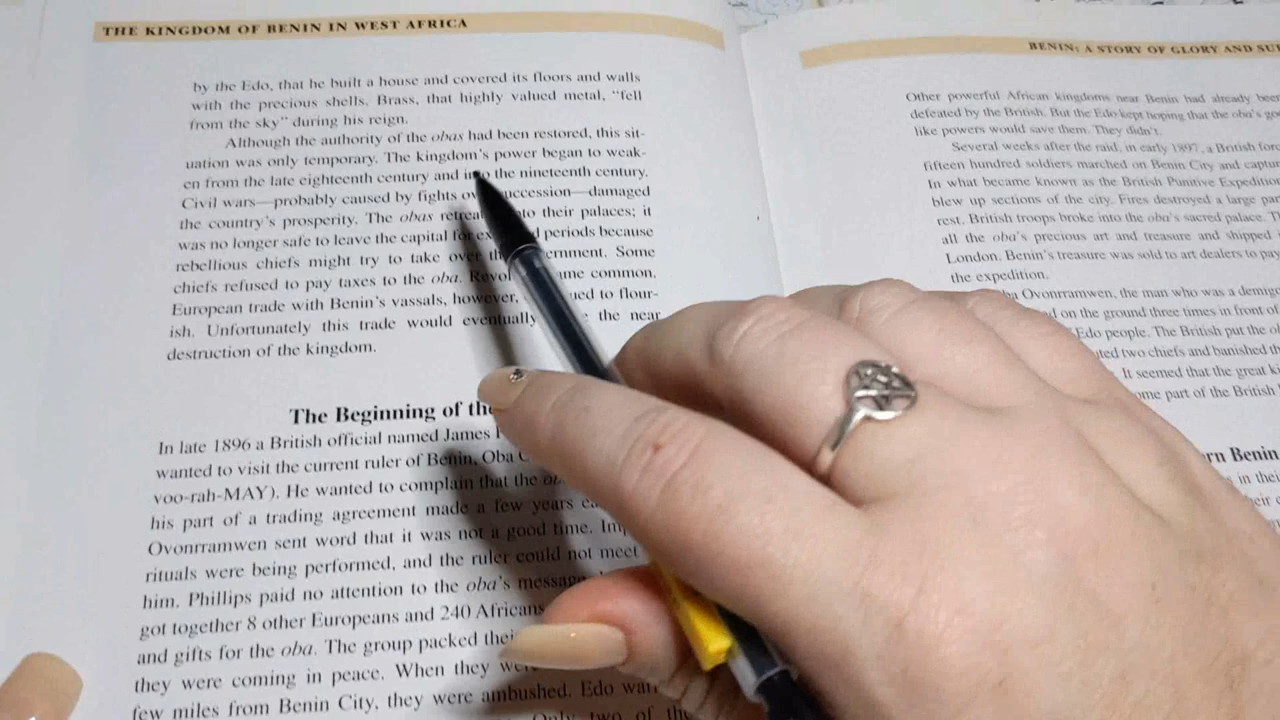 THE KINGDOM OF BENIN IN WEST AFRICA
by the Edo, that he built a house and covered its floors and walls
with the precious shells. Brass, that highly valued metal, “fell
from the sky” during his reign.
Although the authority of the obas had been restored, this sit-
uation was only temporary. The kingdom's power began to weak-
en from the late eighteenth century and into the nineteenth century.
Civil wars—probably caused by fights succession—damaged
the country's prosperity. The obas their palaces; it
was no longer safe to leave the capital for periods because
rebellious chiefs might try to take over Some
chiefs refused to pay taxes to the oba. common.
European trade with Benin's vassals, however, to flour-
ish. Unfortunately this trade would eventually the near
destruction of the kingdom.
The Beginning of the
In late 1896 a British official named James
wanted to visit the current ruler of Benin, Oba
voo-rah-MAY). He wanted to complain that the
his part of a trading agreement made a few years
Ovonrramwen sent word that it was not a good time.
rituals were being performed, and the ruler could not meet
him. Phillips paid no attention to the oba's message
got together 8 other Europeans and 240 Africans
and gifts for the oba. The group packed
they were coming in peace. When they
few miles from Benin City, they were ambushed. Edo
Only two of the
BENIN: A STORY OF GLORY AND
Other powerful African kingdoms near Benin had already been
defeated by the British. But the Edo kept hoping that the oba's
like powers would save them. They didn't.
Several weeks after the raid, in early 1897, a British
fifteen hundred soldiers marched on Benin City and
In what became known as the British Punitive
blew up sections of the city. Fires destroyed a large
rest. British troops broke into the oba's sacred palace.
all the oba's precious art and treasure and shipped
London. Benin's treasure was sold to art dealers to pay
the expedition.
Ovonrramwen, the man who was a
on the ground three times in front of
Edo people. The British put the
two chiefs and banished
It seemed that the great
part of the British
Benin
in their